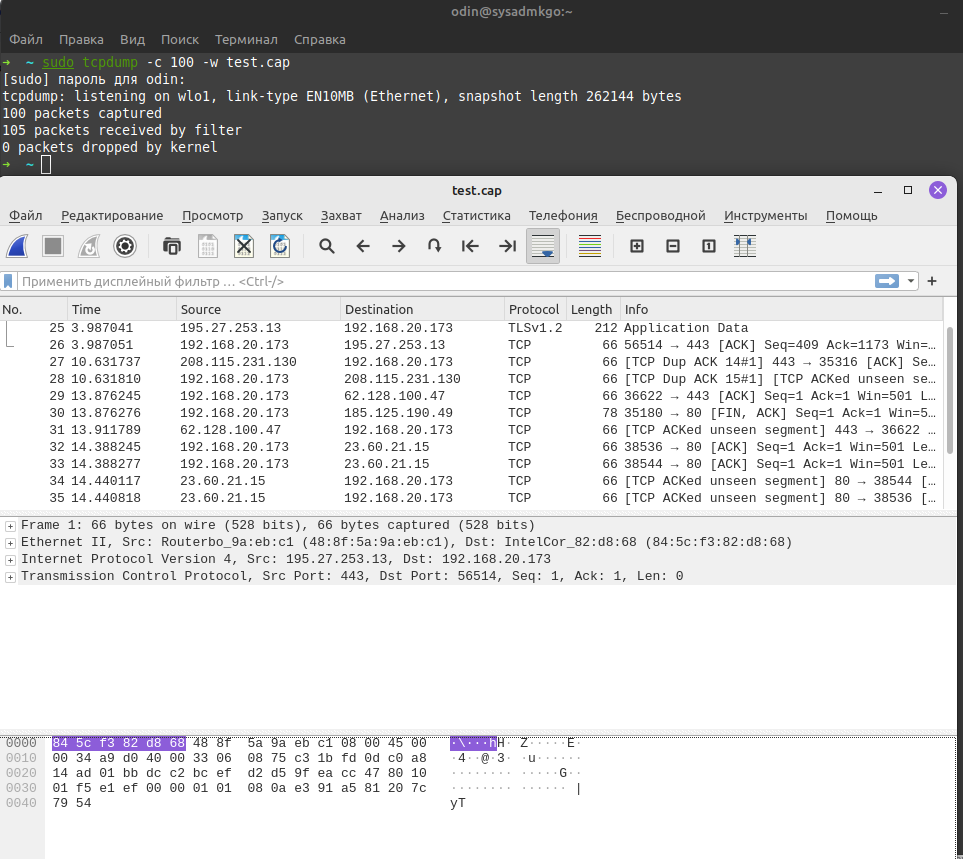 odin@sysadmkgo:~
Файл Правка Вид Поиск Терминал Справка
→ ~ sudo tcpdump -c 100 -w test.cap
[sudo] пароль для odin:
tcpdump: listening on wlo1, link-type EN10MB (Ethernet), snapshot length 262144 bytes
100 packets captured
105 packets received by filter
0 packets dropped by kernel
→ ~
test.cap
Файл Редактирование Просмотр Запуск Захват Анализ Статистика Телефония Беспроводной Инструменты Помощь
Применить дисплейный фильтр … <Ctrl-/>
No. Time Source Destination Protocol Length Info
25 3.987041 195.27.253.13 192.168.20.173 TLSv1.2 212 Application Data
26 3.987051 192.168.20.173 195.27.253.13 TCP 66 56514 → 443 [ACK] Seq=409 Ack=1173 Win=…
27 10.631737 208.115.231.130 192.168.20.173 TCP 66 [TCP Dup ACK 14#1] 443 → 35316 [ACK] Se…
28 10.631810 192.168.20.173 208.115.231.130 TCP 66 [TCP Dup ACK 15#1] [TCP ACKed unseen se…
29 13.876245 192.168.20.173 62.128.100.47 TCP 66 36622 → 443 [ACK] Seq=1 Ack=1 Win=501 L…
30 13.876276 192.168.20.173 185.125.190.49 TCP 78 35180 → 80 [FIN, ACK] Seq=1 Ack=1 Win=5…
31 13.911789 62.128.100.47 192.168.20.173 TCP 66 [TCP ACKed unseen segment] 443 → 36622 …
32 14.388245 192.168.20.173 23.60.21.15 TCP 66 38536 → 80 [ACK] Seq=1 Ack=1 Win=501 Le…
33 14.388277 192.168.20.173 23.60.21.15 TCP 66 38544 → 80 [ACK] Seq=1 Ack=1 Win=501 Le…
34 14.440117 23.60.21.15 192.168.20.173 TCP 66 [TCP ACKed unseen segment] 80 → 38544 […
35 14.440818 23.60.21.15 192.168.20.173 TCP 66 [TCP ACKed unseen segment] 80 → 38536 […
Frame 1: 66 bytes on wire (528 bits), 66 bytes captured (528 bits)
Ethernet II, Src: Routerbo_9a:eb:c1 (48:8f:5a:9a:eb:c1), Dst: IntelCor_82:d8:68 (84:5c:f3:82:d8:68)
Internet Protocol Version 4, Src: 195.27.253.13, Dst: 192.168.20.173
Transmission Control Protocol, Src Port: 443, Dst Port: 56514, Seq: 1, Ack: 1, Len: 0
0000 84 5c f3 82 d8 68 48 8f 5a 9a eb c1 08 00 45 00 ·\···hH· Z·····E·
0010 00 34 a9 d0 40 00 33 06 08 75 c3 1b fd 0d c0 a8 ·4··@·3· ·u······
0020 14 ad 01 bb dc c2 bc ef d2 d5 9f ea cc 47 80 10 ········ ·····G··
0030 01 f5 e1 ef 00 00 01 01 08 0a e3 91 a5 81 20 7c ········ ······ |
0040 79 54 yT